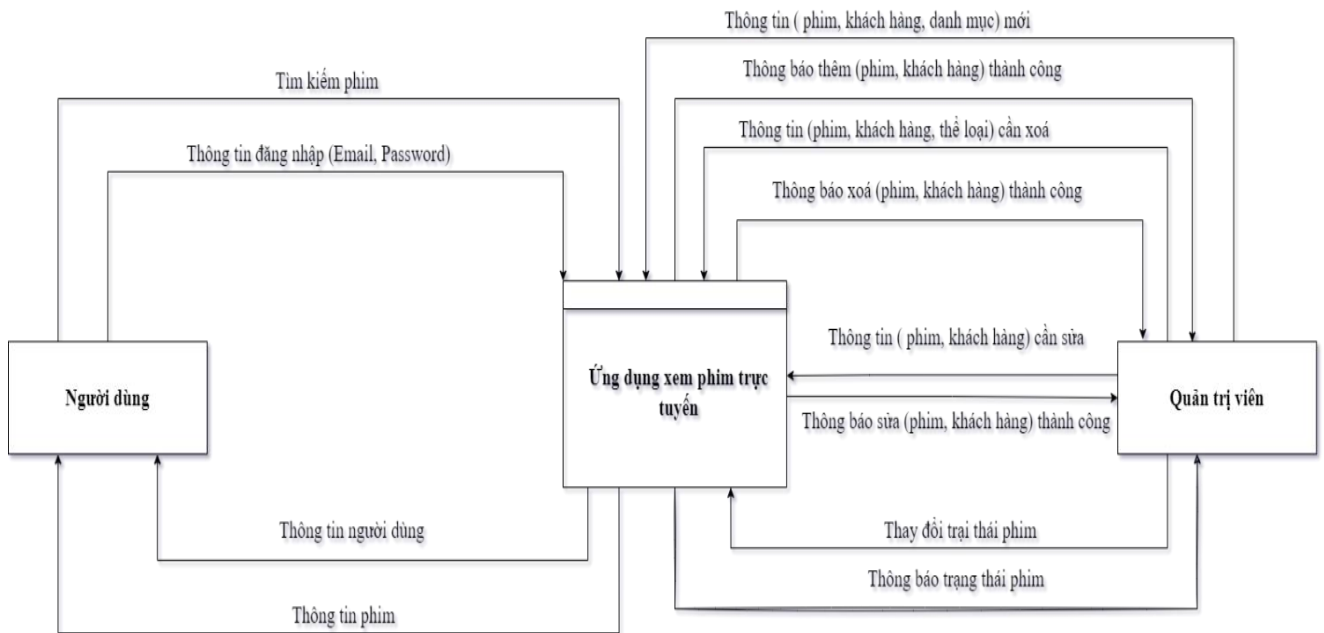 Thông tin ( phim, khách hàng, danh mục) mới
Tìm kiếm phim
Thông báo thêm (phim, khách hàng) thành công
Thông tin đăng nhập (Email, Password)
Thông tin (phim, khách hàng, thể loại) cần xoá
Thông báo xoá (phim, khách hàng) thành công
Thông tin ( phim, khách hàng) cần sửa
Người dùng
Ứng dụng xem phim trực
tuyến
Quản trị viên
Thông báo sửa (phim, khách hàng) thành công
Thông tin người dùng
Thay đổi trại thái phim
Thông báo trạng thái phim
Thông tin phim